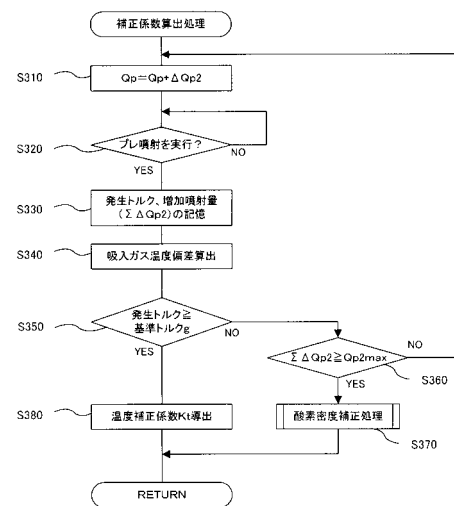 補正係数算出処理
S310
Qp=Qp+ΔQp2
S320
プレ噴射を実行?
NO
YES
S330
発生トルク、増加噴射量
(ΣΔQp2)の記憶
S340
吸入ガス温度偏差算出
S350
発生トルク≧
基準トルクg
NO
YES
ΣΔQp2≧Qp2max
NO
S360
YES
S380
温度補正係数Kt導出
酸素密度補正処理
S370
RETURN